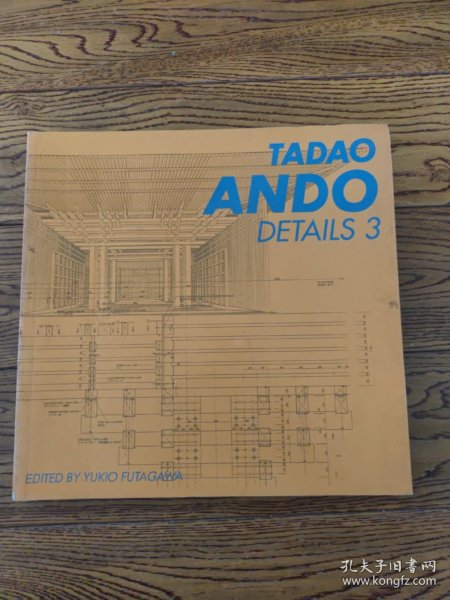 TADAO
ANDO
DETAILS 3
EDITED BY YUKIO FUTAGAWA
孔夫子旧书网
www.kongfz.com